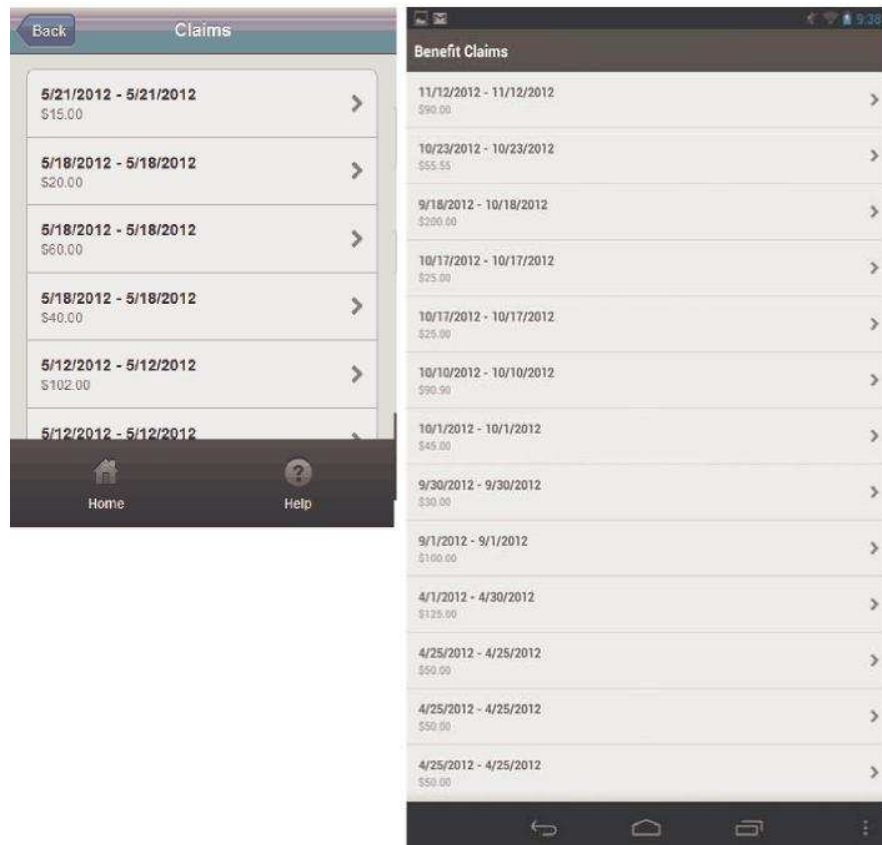 Back
Claims
5/21/2012 - 5/21/2012
$15.00
5/18/2012 - 5/18/2012
$20.00
5/18/2012 - 5/18/2012
$60.00
5/18/2012 - 5/18/2012
$40.00
5/12/2012 - 5/12/2012
$102.00
5/12/2012 - 5/12/2012
Home
Help
9:38
Benefit Claims
11/12/2012 - 11/12/2012
$90.00
10/23/2012 - 10/23/2012
$55.55
9/18/2012 - 10/18/2012
$200.00
10/17/2012 - 10/17/2012
$25.00
10/17/2012 - 10/17/2012
$25.00
10/10/2012 - 10/10/2012
$90.90
10/1/2012 - 10/1/2012
$45.00
9/30/2012 - 9/30/2012
$30.00
9/1/2012 - 9/1/2012
$100.00
4/1/2012 - 4/30/2012
$125.00
4/25/2012 - 4/25/2012
$50.00
4/25/2012 - 4/25/2012
$50.00
4/25/2012 - 4/25/2012
$50.00